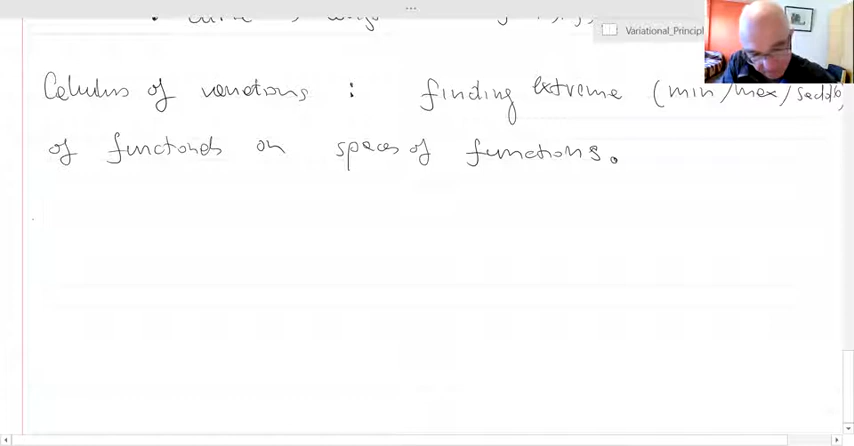 Variational_Principl
Calculus of variations : finding extreme (min/max/saddle,
of functionals on spaces of functions.